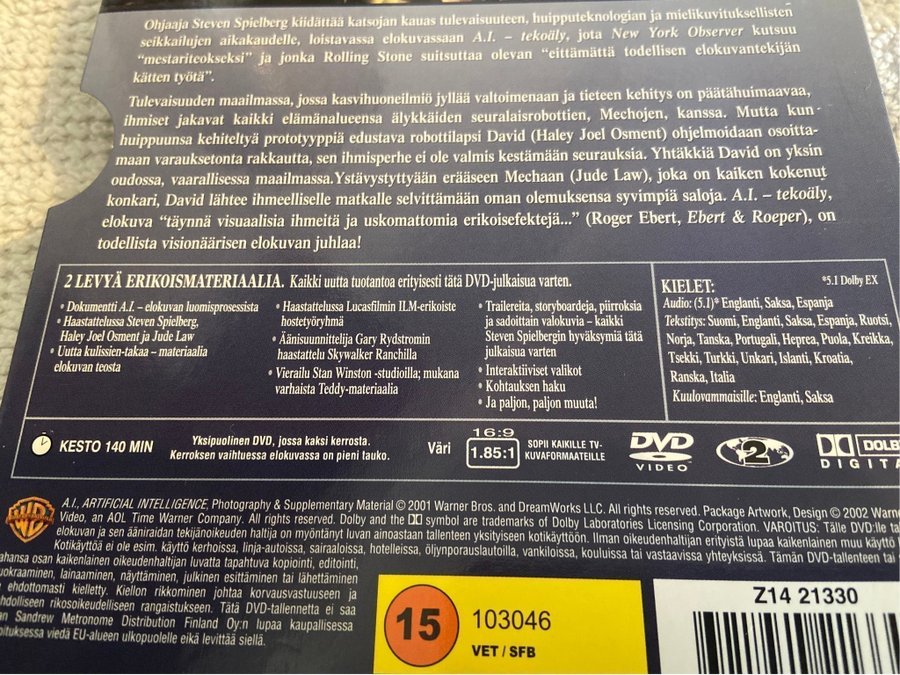 Ohjaaja Steven Spielberg kiidättää katsojan kauas tulevaisuuteen, huipputeknologian ja mielikuvituksellisten
seikkailujen aikakaudelle, loistavassa elokuvassaan A.I. – tekoäly, jota New York Observer kutsuu
“mestariteokseksi” ja jonka Rolling Stone suitsuttaa olevan “eittämättä todellisen elokuvantekijän
kätten työtä”.
Tulevaisuuden maailmassa, jossa kasvihuoneilmiö jyllää valtoimenaan ja tieteen kehitys on päätähuimaavaa,
ihmiset jakavat kaikki elämänalueensa älykkäiden seuralaisrobottien, Mechojen, kanssa. Mutta kun
huippuunsa kehiteltyä prototyyppiä edustava robottilapsi David (Haley Joel Osment) ohjelmoidaan osoitta-
maan varauksetonta rakkautta, sen ihmisperhe ei ole valmis kestämään seurauksia. Yhtäkkiä David on yksin
oudossa, vaarallisessa maailmassa.Ystävystyttyään erääseen Mechaan (Jude Law), joka on kaiken kokenut
konkari, David lähtee ihmeelliselle matkalle selvittämään oman olemuksensa syvimpiä saloja. A.I. – tekoäly,
elokuva “täynnä visuaalisia ihmeitä ja uskomattomia erikoisefektejä...” (Roger Ebert, Ebert & Roeper), on
todellista visionäärisen elokuvan juhlaa!
2 LEVYÄ ERIKOISMATERIAALIA. Kaikki uutta tuotantoa erityisesti tätä DVD-julkaisua varten.
• Dokumentti A.I. – elokuvan luomisprosessista
• Haastattelussa Steven Spielberg,
Haley Joel Osment ja Jude Law
• Uutta kulissien-takaa – materiaalia
elokuvan teosta
• Haastattelussa Lucasfilmin ILM-erikoiste
hostetyöryhmä
• Äänisuunnittelija Gary Rydstromin
haastattelu Skywalker Ranchilla
• Vierailu Stan Winston -studioilla; mukana
varhaista Teddy-materiaalia
• Trailereita, storyboardeja, piirroksia
ja sadoittain valokuvia – kaikki
Steven Spielbergin hyväksymiä tätä
julkaisua varten
• Interaktiiviset valikot
• Kohtauksen haku
• Ja paljon, paljon muuta!
KIELET: *5.1 Dolby EX
Audio: (5.1)* Englanti, Saksa, Espanja
Tekstitys: Suomi, Englanti, Saksa, Espanja, Ruotsi,
Norja, Tanska, Portugali, Heprea, Puola, Kreikka,
Tsekki, Turkki, Unkari, Islanti, Kroatia,
Ranska, Italia
Kuulovammaisille: Englanti, Saksa
KESTO 140 MIN
Yksipuolinen DVD, jossa kaksi kerrosta.
Kerroksen vaihtuessa elokuvassa on pieni tauko.
Väri
16:9
1.85:1
SOPII KAIKILLE TV-
KUVAFORMAATEILLE
DVD
VIDEO
2
DOLBY
DIGITA
A.I., ARTIFICIAL INTELLIGENCE, Photography & Supplementary Material © 2001 Warner Bros. and DreamWorks LLC. All rights reserved. Package Artwork, Design © 2002 Warne
Video, an AOL Time Warner Company. All rights reserved. Dolby and the symbol are trademarks of Dolby Laboratories Licensing Corporation. VAROITUS: Tälle DVD:lle ta
elokuvan ja sen ääniraidan tekijänoikeuden haltija on myöntänyt luvan ainoastaan tallenteen yksityiseen kotikäyttöön. Ilman oikeudenhaltijan erityistä lupaa kaikenlainen muu käyttö
Kotikäyttöä ei ole esim. käyttö kerhoissa, linja-autoissa, sairaaloissa, hotelleissa, öljynporauslautoilla, vankiloissa, kouluissa tai vastaavissa yhteyksissä. Tämän DVD-tallenteen tai
ahansa osan kaikenlainen oikeudenhaltijan luvatta tapahtuva kopiointi, editointi,
uokraaminen, lainaaminen, näyttäminen, julkinen esittäminen tai lähettäminen
ehdottomasti kielletty. Kiellon rikkominen johtaa korvausvastuuseen ja
hdolliseen rikosoikeudelliseen rangaistukseen. Tätä DVD-tallennetta ei saa
an Sandrew Metronome Distribution Finland Oy:n lupaa kaupallisessa
oituksessa viedä EU-alueen ulkopuolelle eikä levittää siellä.
15
103046
VET / SFB
Z14 21330